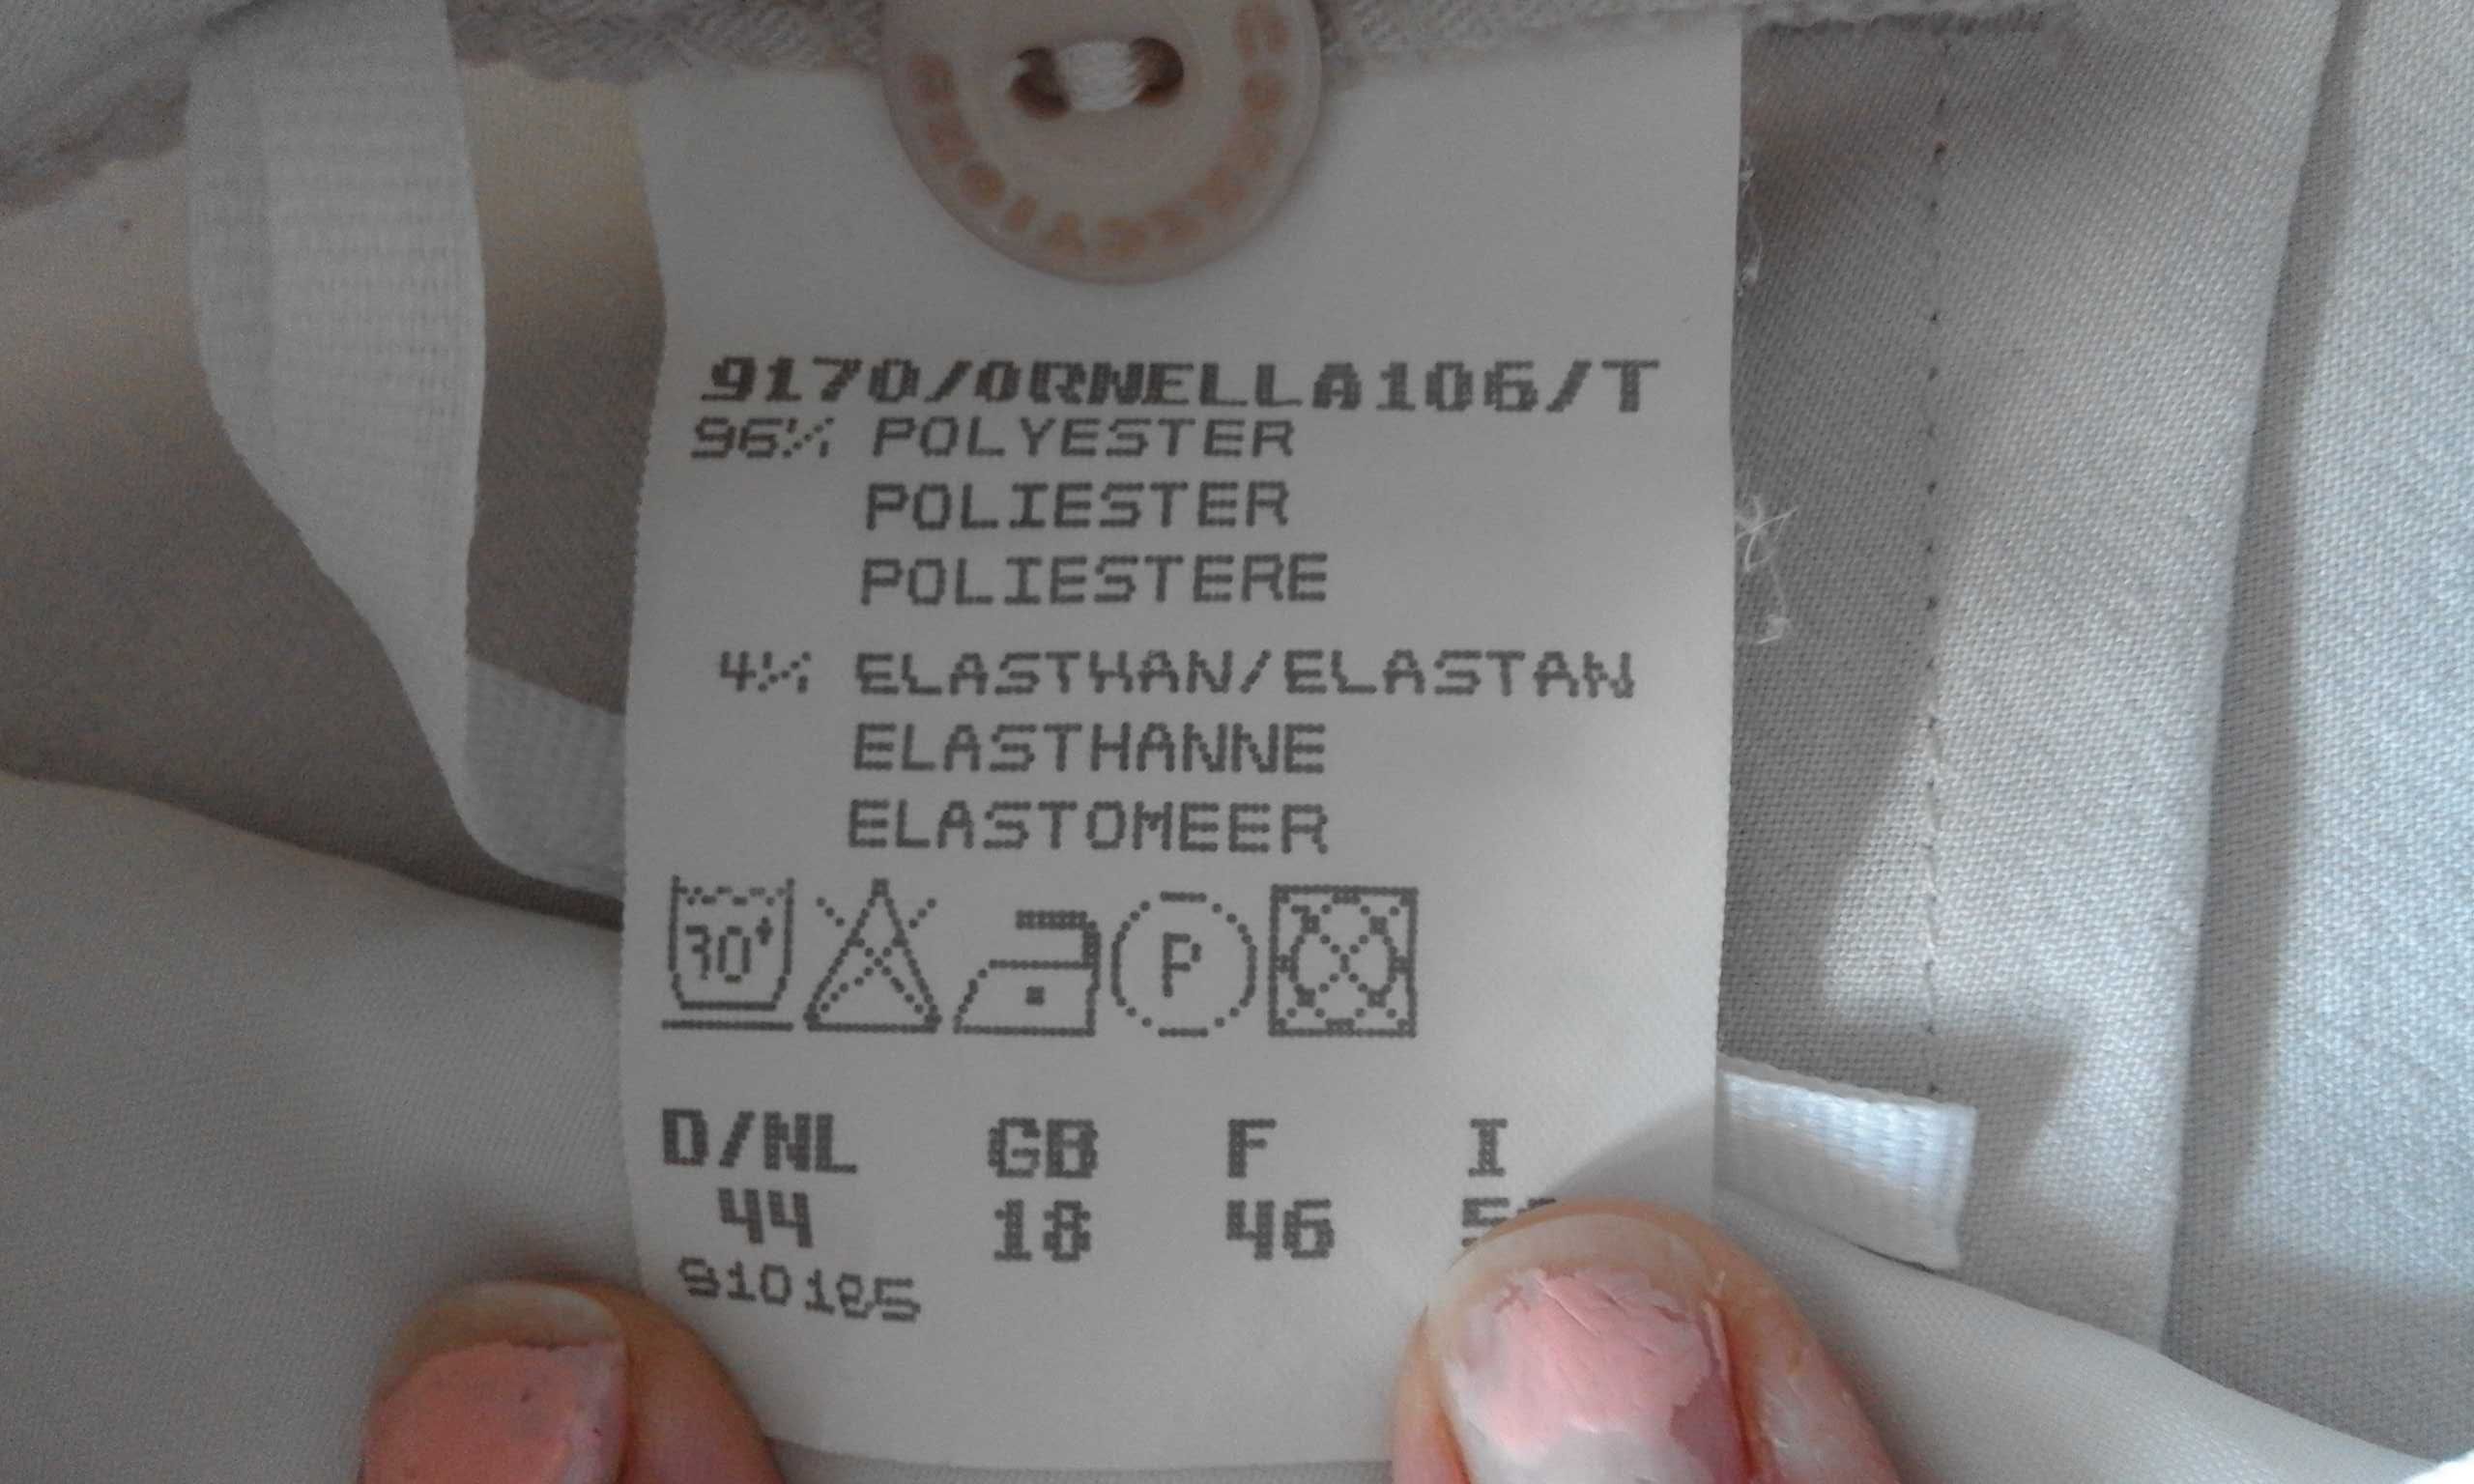 9170/ORNELLA106/T
96% POLYESTER
POLIESTER
POLIESTERE
4% ELASTHAN/ELASTAN
ELASTHANNE
ELASTOMEER
30° P
D/NL GB F I
44 18 46
910185